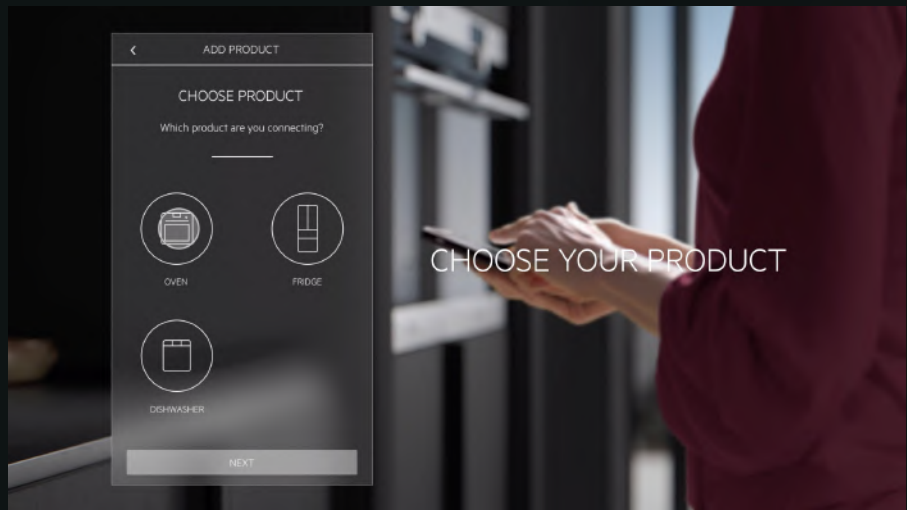 ADD PRODUCT
CHOOSE PRODUCT
Which product are you connecting?
OVEN
FRIDGE
DISHWASHER
NEXT
CHOOSE YOUR PRODUCT